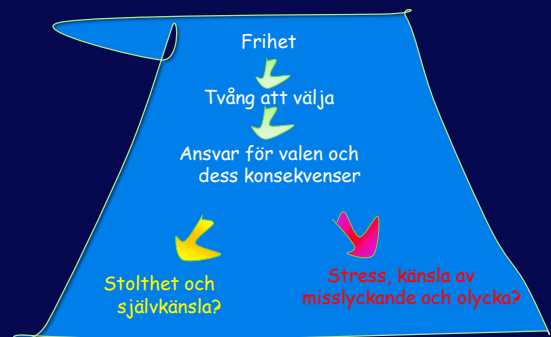 Frihet
Tvång att välja
Ansvar för valen och
dess konsekvenser
Stolthet och
självkänsla?
Stress, känsla av
misslyckande och olycka?